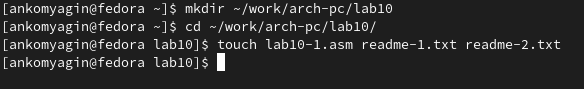 [ankomyagin@fedora ~]$ mkdir ~/work/arch-pc/lab10
[ankomyagin@fedora ~]$ cd ~/work/arch-pc/lab10/
[ankomyagin@fedora lab10]$ touch lab10-1.asm readme-1.txt readme-2.txt
[ankomyagin@fedora lab10]$